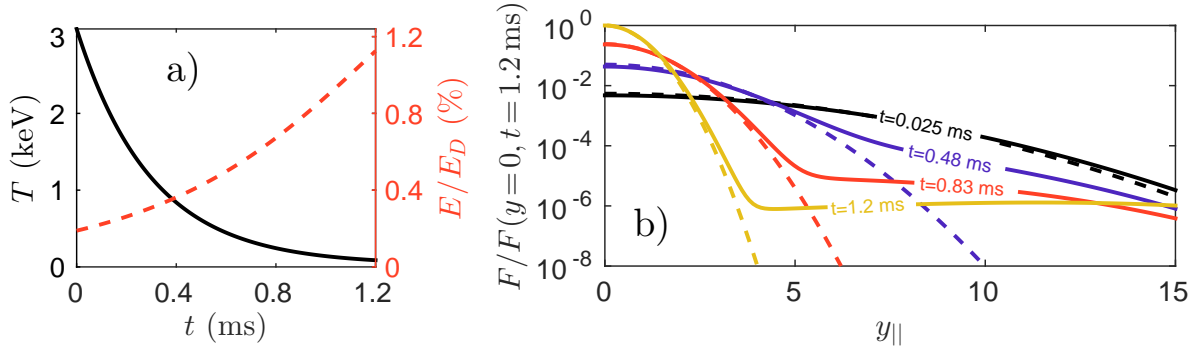 a)
T (keV)
3
2
1
0
0
0.4
0.8
1.2
t (ms)
1.2
0.8
0.4
0
E/E_D (%)
b)
F/F(y=0, t=1.2 ms)
10^0
10^-2
10^-4
10^-6
10^-8
t=0.025 ms
t=0.48 ms
t=0.83 ms
t=1.2 ms
0
5
10
15
y_||